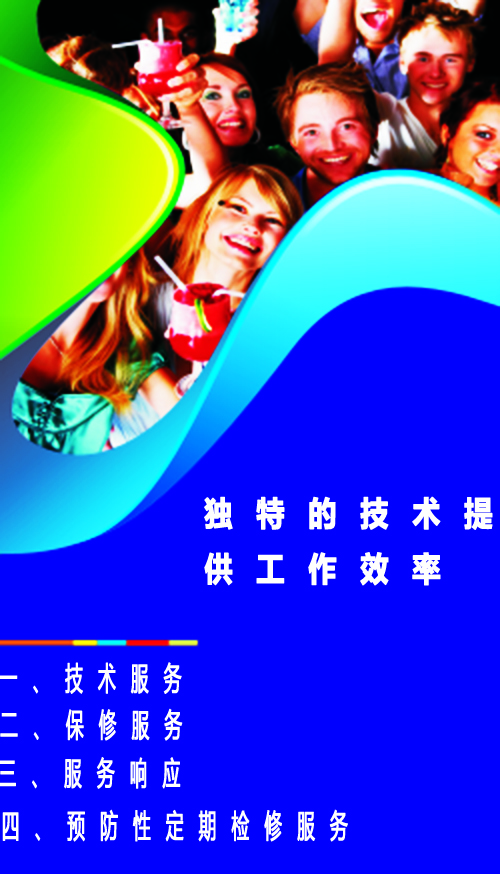 独特的技术提
供工作效率
一、技术服务
二、保修服务
三、服务响应
四、预防性定期检修服务